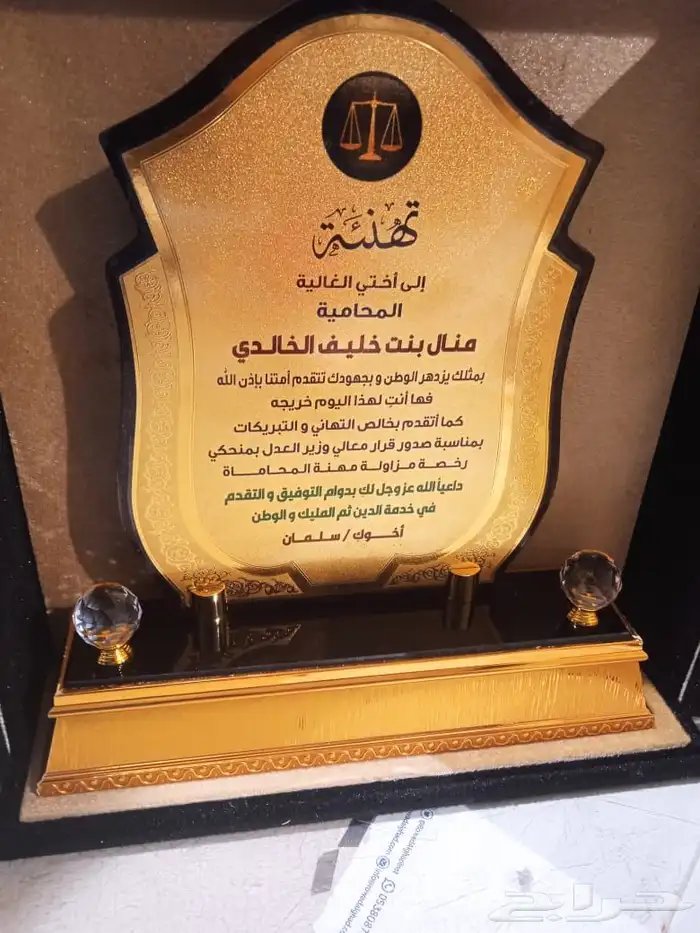 تهنئة
إلى أختي الغالية
المحامية
منال بنت خليف الخالدي
بمثلك يزدهر الوطن و بجهودك تتقدم أمتنا بإذن الله
فها أنتِ لهذا اليوم خريجه
كما أتقدم بخالص التهاني و التبريكات
بمناسبة صدور قرار معالي وزير العدل بمنحكي
رخصة مزاولة مهنة المحاماة
داعياً الله عز وجل لكِ بدوام التوفيق و التقدم
في خدمة الدين ثم المليك و الوطن
أخوكِ / سلمان
حراج